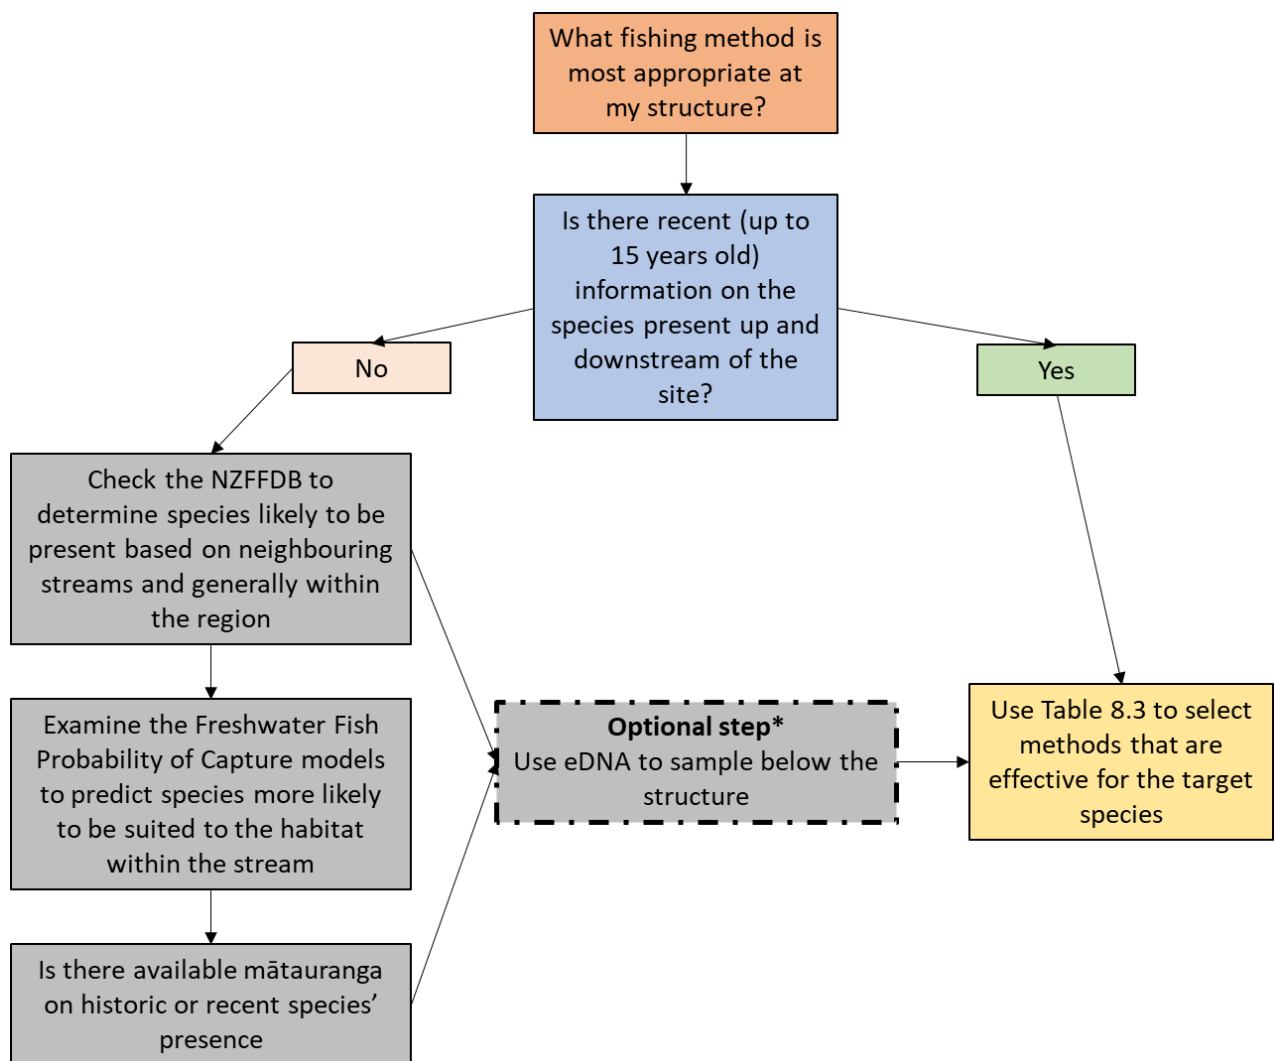 What fishing method is
most appropriate at
my structure?
Is there recent (up to
15 years old)
information on the
species present up and
downstream of the
site?
No
Yes
Check the NZFFDB to
determine species likely to be
present based on neighbouring
streams and generally within
the region
Examine the Freshwater Fish
Probability of Capture models
to predict species more likely
to be suited to the habitat
within the stream
Is there available mātauranga
on historic or recent species’
presence
Optional step*
Use eDNA to sample below the
structure
Use Table 8.3 to select
methods that are
effective for the target
species